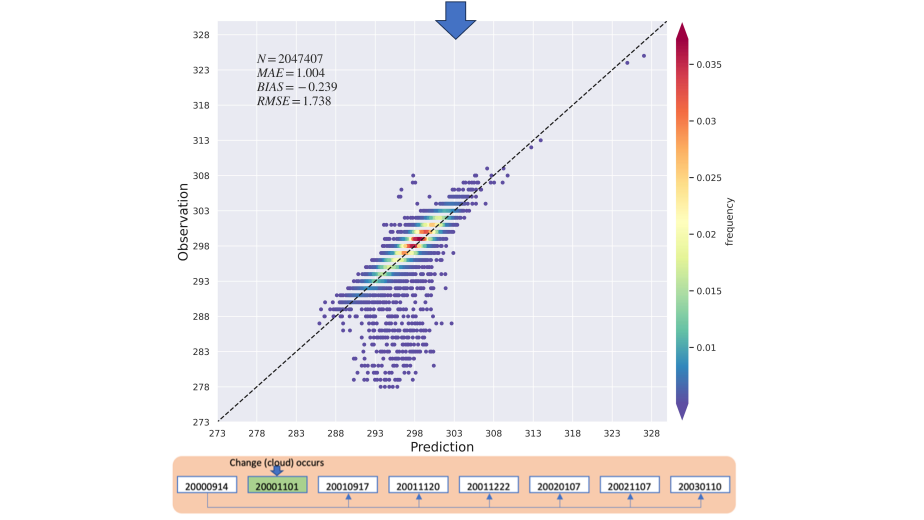 N = 2047407
MAE = 1.004
BIAS = −0.239
RMSE = 1.738
Observation
328
323
318
313
308
303
298
293
288
283
278
273
273 278 283 288 293 298 303 308 313 318 323 328
Prediction
0.035
0.03
0.025
0.02
0.015
0.01
frequency
Change (cloud) occurs
20000914 20001101 20010917 20011120 20011222 20020107 20021107 20030110